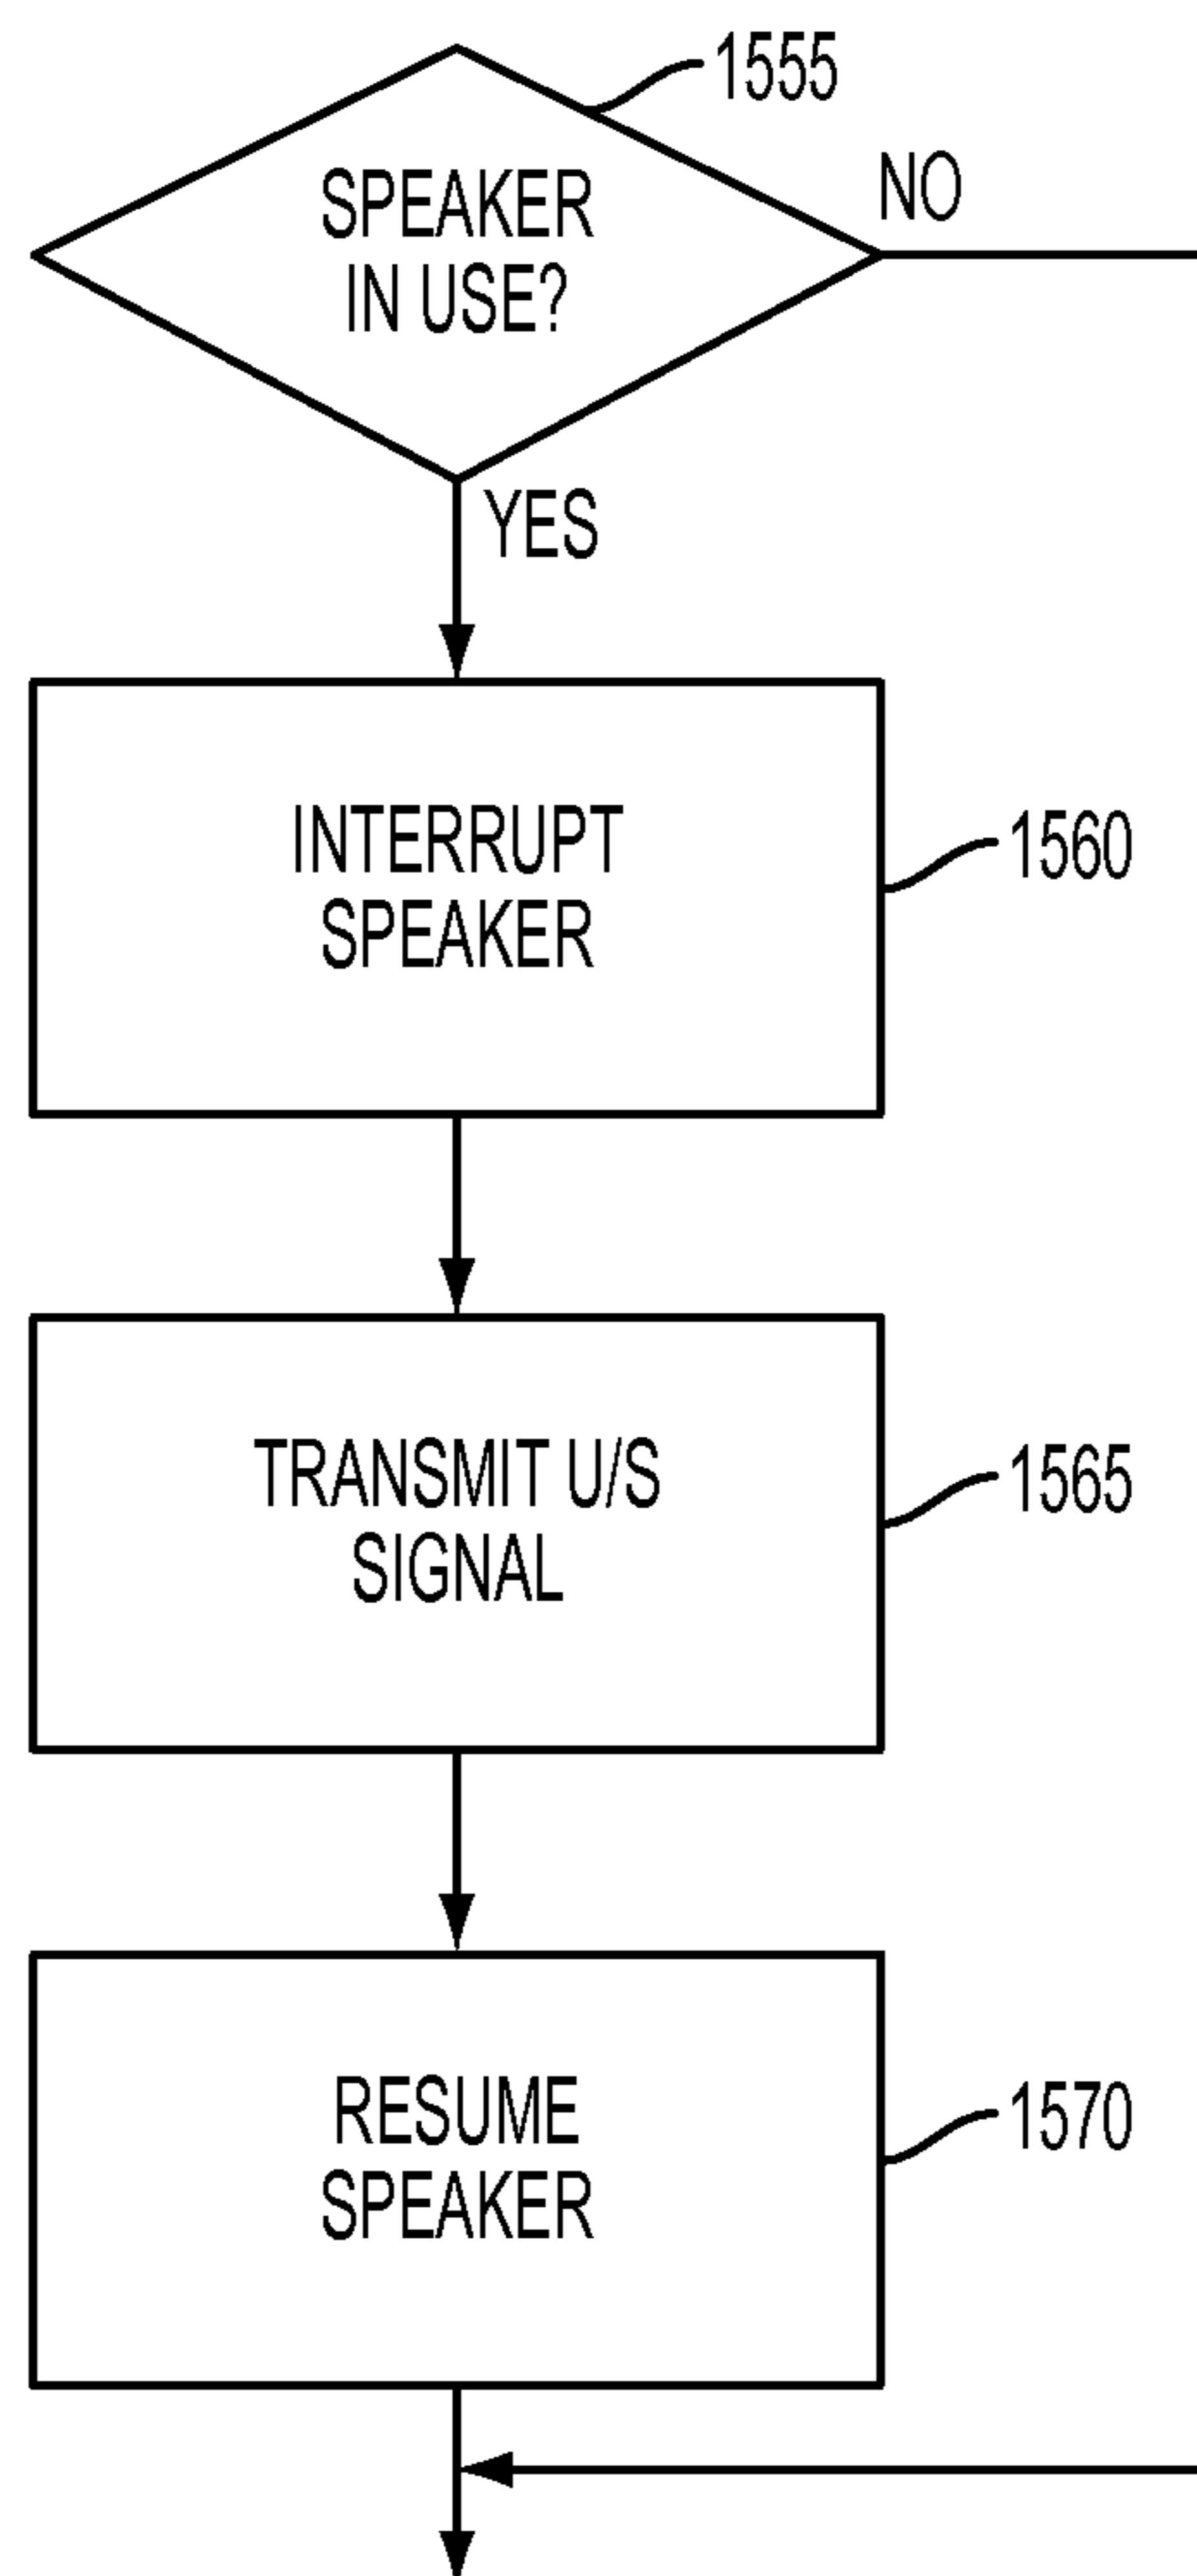 1555
SPEAKER
IN USE?
NO
YES
INTERRUPT
SPEAKER
1560
TRANSMIT U/S
SIGNAL
1565
RESUME
SPEAKER
1570